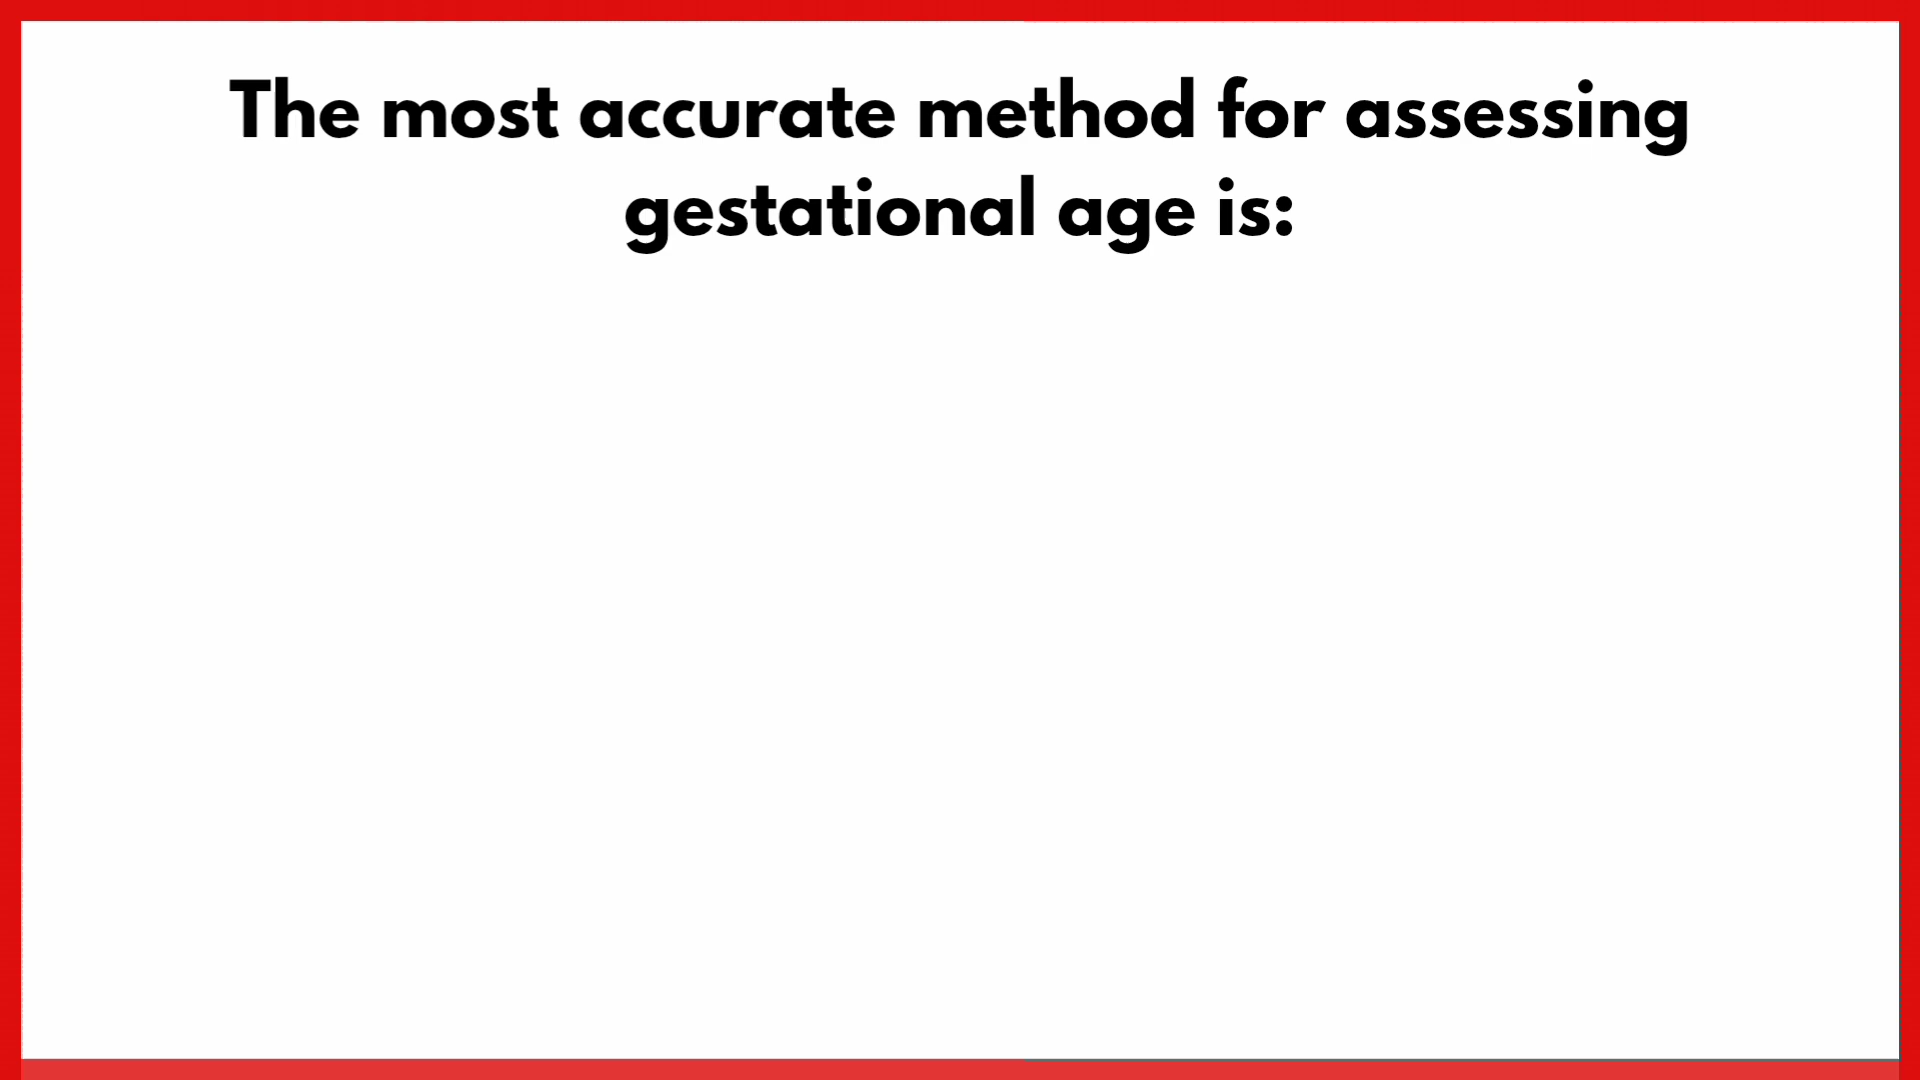 The most accurate method for assessing
gestational age is: